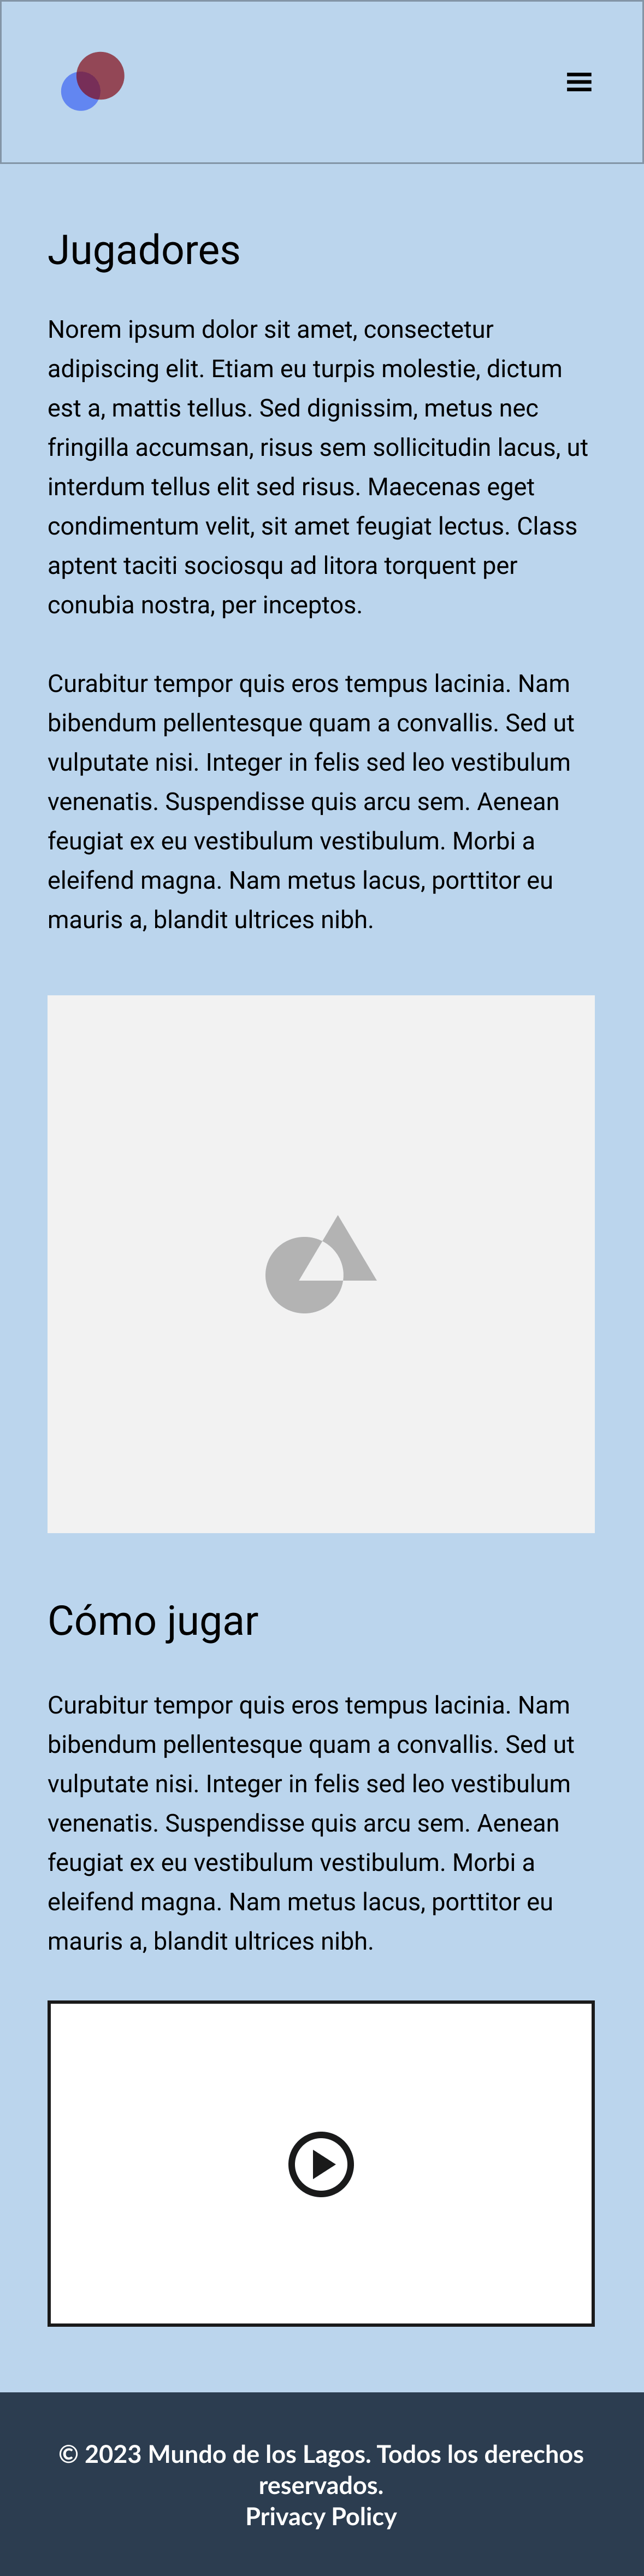 Jugadores
Norem ipsum dolor sit amet, consectetur
adipiscing elit. Etiam eu turpis molestie, dictum
est a, mattis tellus. Sed dignissim, metus nec
fringilla accumsan, risus sem sollicitudin lacus, ut
interdum tellus elit sed risus. Maecenas eget
condimentum velit, sit amet feugiat lectus. Class
aptent taciti sociosqu ad litora torquent per
conubia nostra, per inceptos.
Curabitur tempor quis eros tempus lacinia. Nam
bibendum pellentesque quam a convallis. Sed ut
vulputate nisi. Integer in felis sed leo vestibulum
venenatis. Suspendisse quis arcu sem. Aenean
feugiat ex eu vestibulum vestibulum. Morbi a
eleifend magna. Nam metus lacus, porttitor eu
mauris a, blandit ultrices nibh.
Cómo jugar
Curabitur tempor quis eros tempus lacinia. Nam
bibendum pellentesque quam a convallis. Sed ut
vulputate nisi. Integer in felis sed leo vestibulum
venenatis. Suspendisse quis arcu sem. Aenean
feugiat ex eu vestibulum vestibulum. Morbi a
eleifend magna. Nam metus lacus, porttitor eu
mauris a, blandit ultrices nibh.
© 2023 Mundo de los Lagos. Todos los derechos
reservados.
Privacy Policy